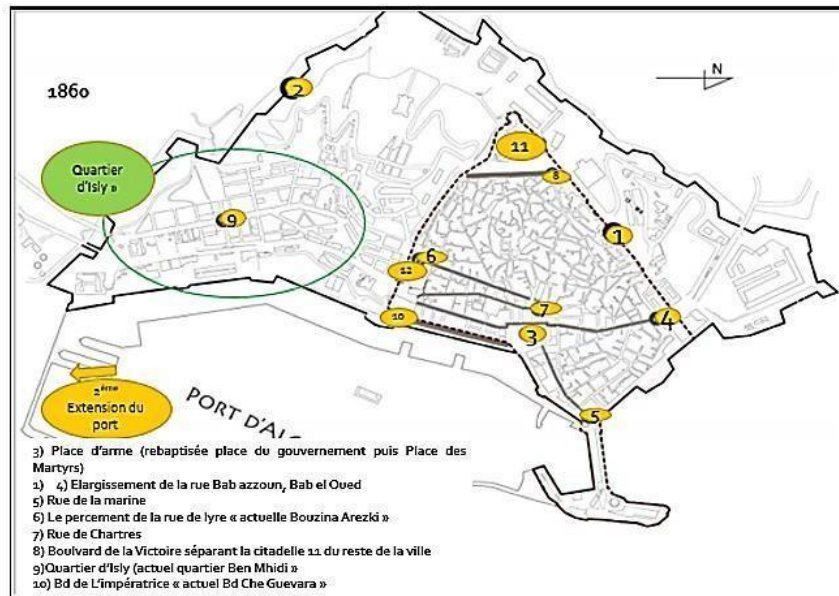 1860
N
2
Quartier
d'Isly »
11
8
9
1
6
12
7
10
3
4
2ème
Extension du
port
PORT D'ALG
5
3) Place d'arme (rebaptisée place du gouvernement puis Place des
Martyrs)
1) 4) Elargissement de la rue Bab azzoun, Bab el Oued
5) Rue de la marine
6) Le percement de la rue de lyre « actuelle Bouzina Arezki »
7) Rue de Chartres
8) Boulvard de la Victoire séparant la citadelle 11 du reste de la ville
9)Quartier d'Isly (actuel quartier Ben Mhidi »
10) Bd de L'impératrice « actuel Bd Che Guevara »